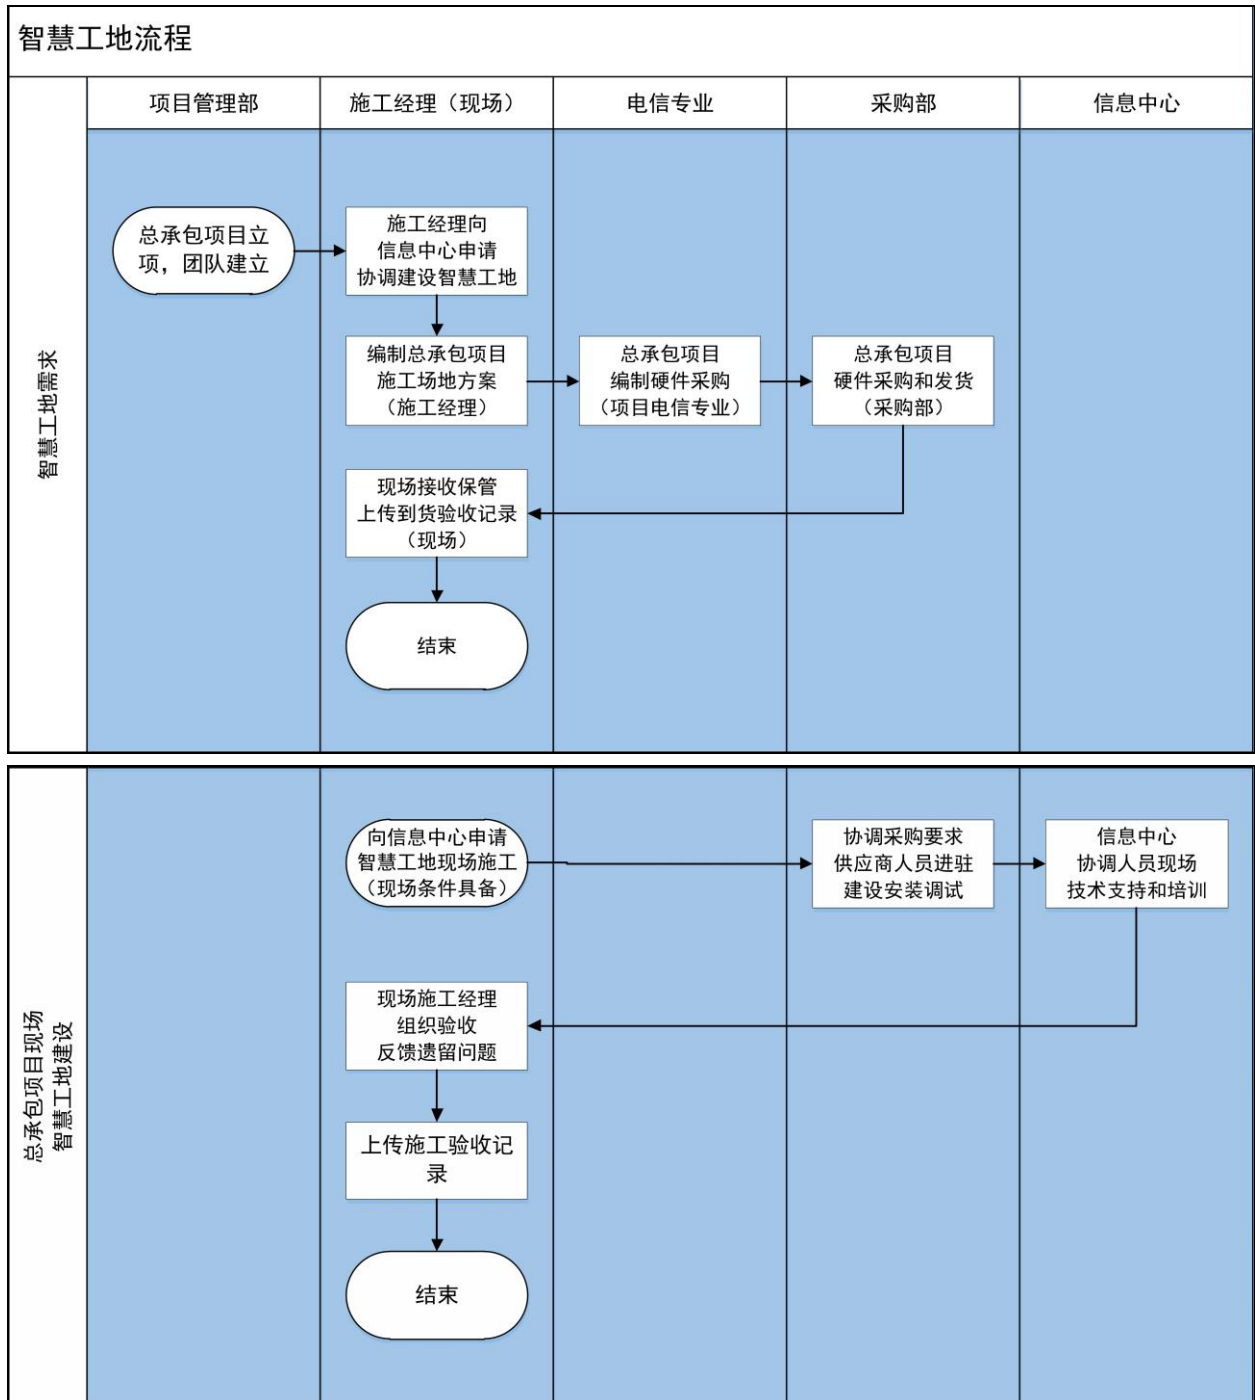 智慧工地流程
项目管理部
施工经理（现场）
电信专业
采购部
信息中心
智慧工地需求
总承包项目立
项，团队建立
施工经理向
信息中心申请
协调建设智慧工地
编制总承包项目
施工场地方案
（施工经理）
总承包项目
编制硬件采购
（项目电信专业）
总承包项目
硬件采购和发货
（采购部）
现场接收保管
上传到货验收记录
（现场）
结束
总承包项目现场
智慧工地建设
向信息中心申请
智慧工地现场施工
（现场条件具备）
协调采购要求
供应商人员进驻
建设安装调试
信息中心
协调人员现场
技术支持和培训
现场施工经理
组织验收
反馈遗留问题
上传施工验收记
录
结束